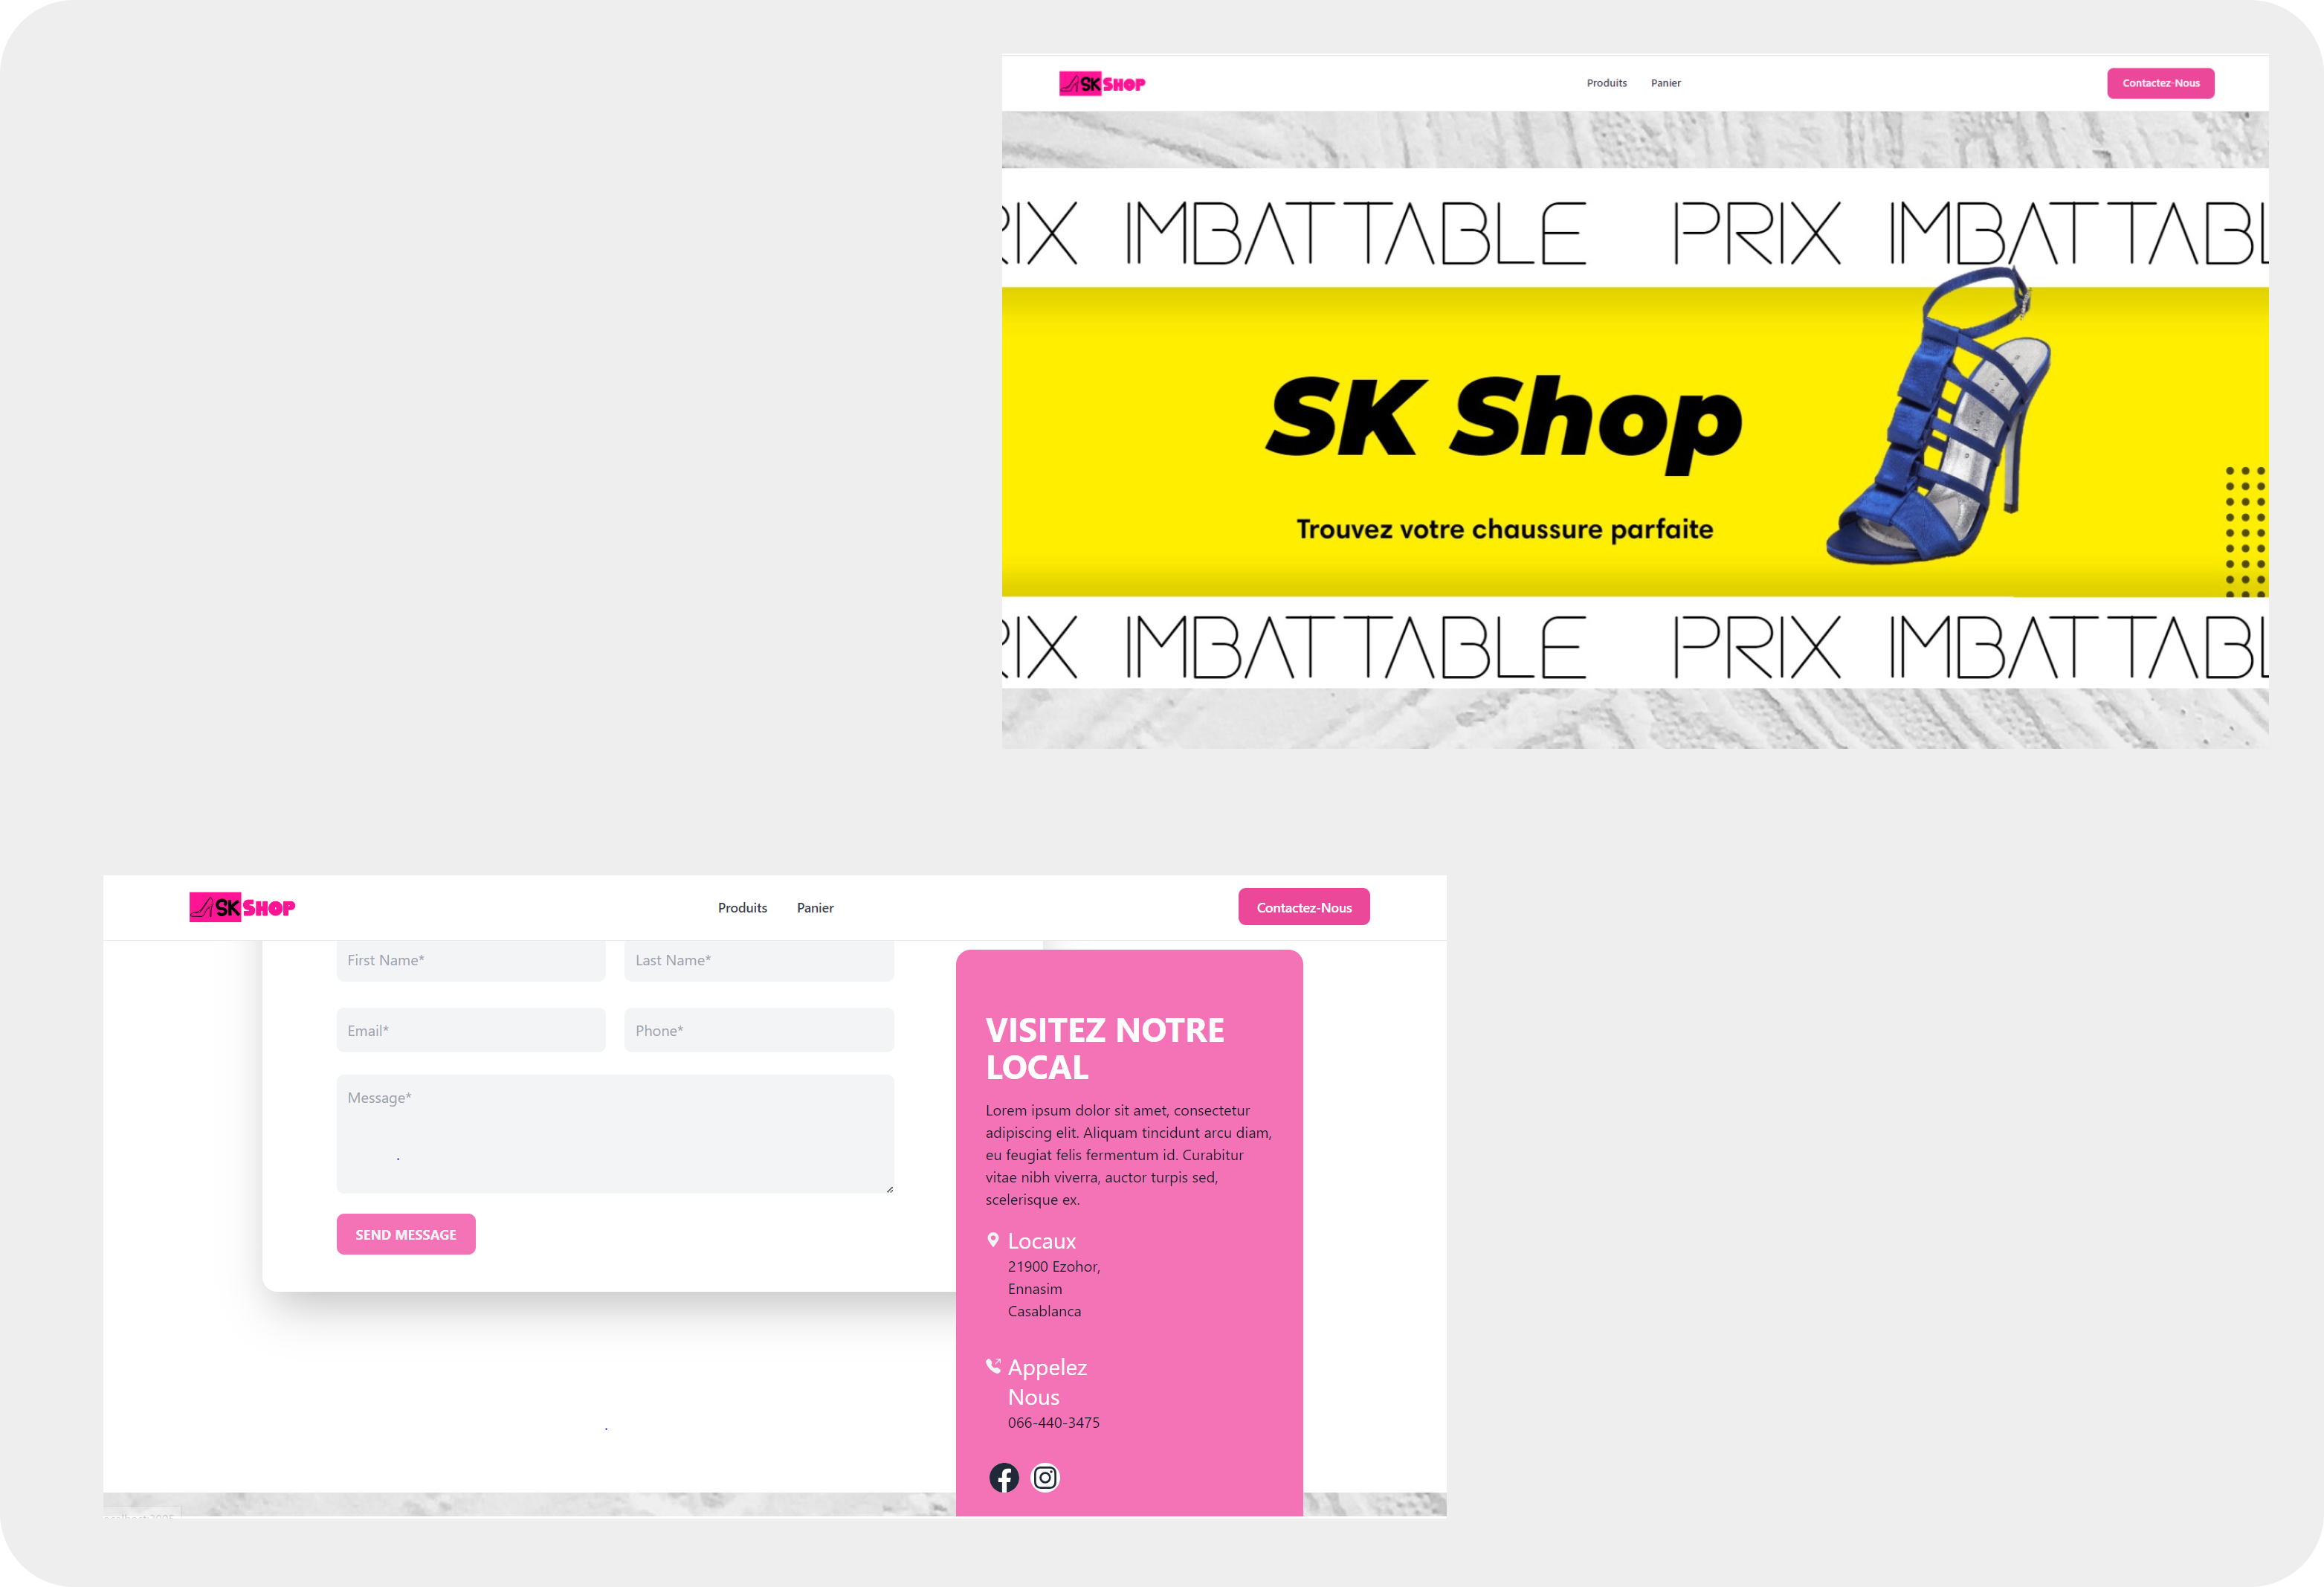 SK SHOP
Produits Panier
Contactez-Nous
IX IMBATTABLE PRIX IMBATTABL
SK Shop
Trouvez votre chaussure parfaite
IX IMBATTABLE PRIX IMBATTABL
SK SHOP
Produits Panier
Contactez-Nous
First Name* Last Name*
Email* Phone*
Message*
SEND MESSAGE
VISITEZ NOTRE
LOCAL
Lorem ipsum dolor sit amet, consectetur
adipiscing elit. Aliquam tincidunt arcu diam,
eu feugiat felis fermentum id. Curabitur
vitae nibh viverra, auctor turpis sed,
scelerisque ex.
Locaux
21900 Ezohor,
Ennasim
Casablanca
Appelez
Nous
066-440-3475